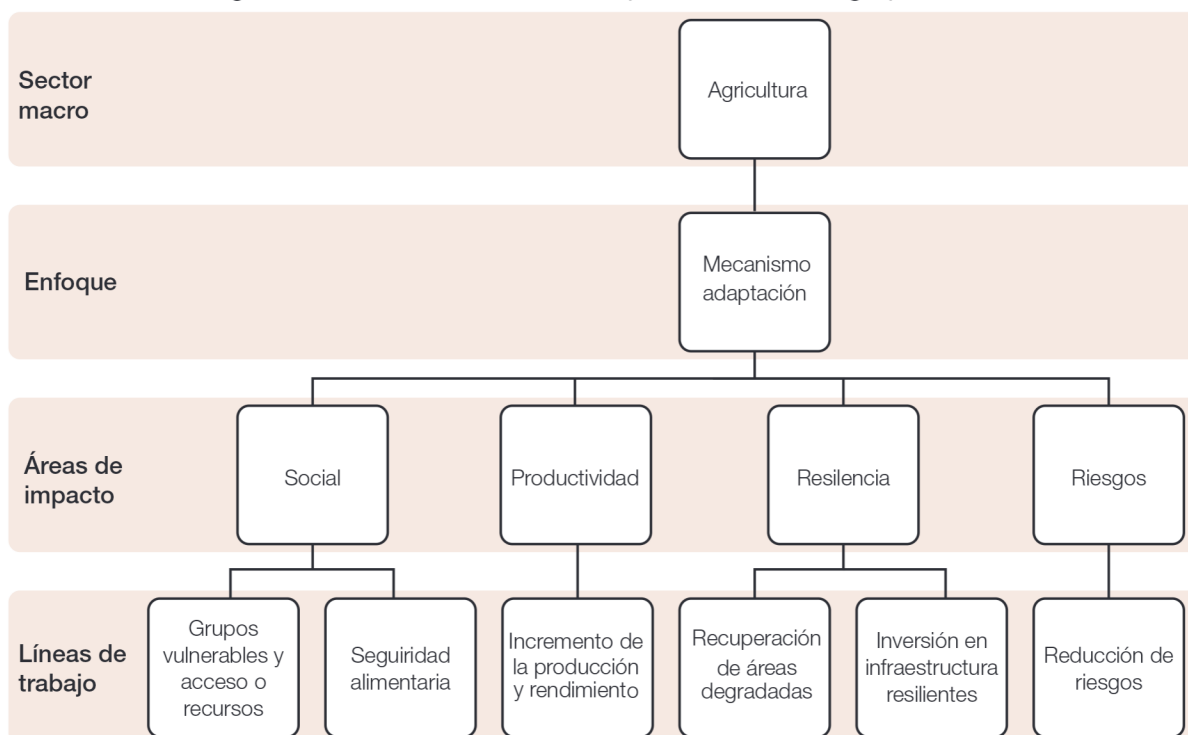 Sector
macro
Agricultura
Enfoque
Mecanismo
adaptación
Áreas de
impacto
Social
Productividad
Resilencia
Riesgos
Líneas de
trabajo
Grupos
vulnerables y
acceso o
recursos
Seguiridad
alimentaria
Incremento de
la producción
y rendimiento
Recuperación
de áreas
degradadas
Inversión en
infraestructura
resilientes
Reducción de
riesgos